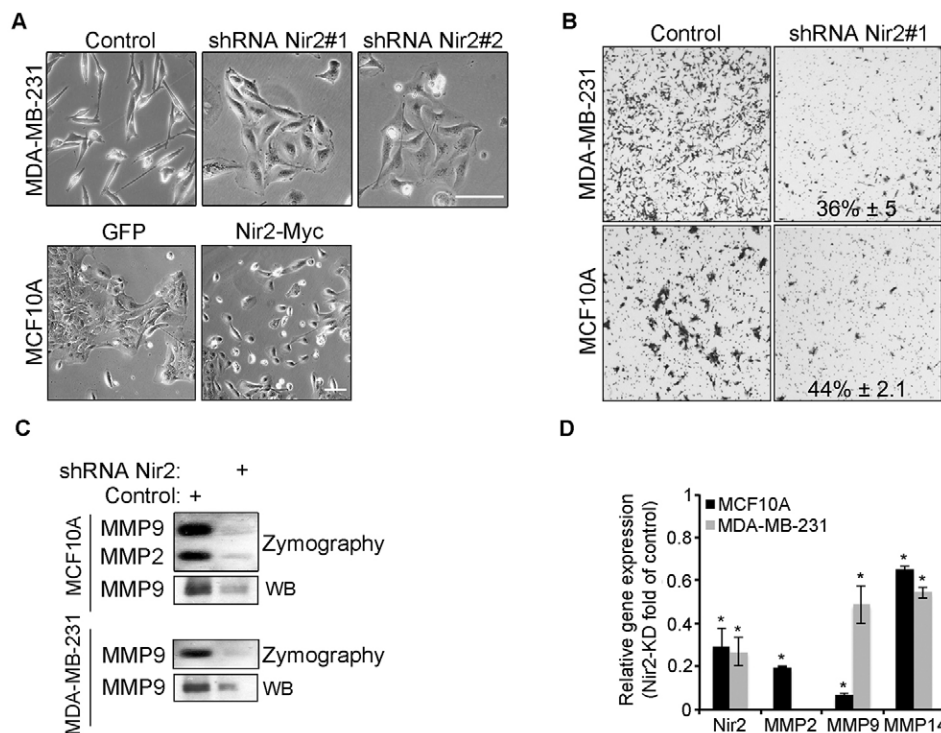 A
Control
shRNA Nir2#1
shRNA Nir2#2
MDA-MB-231
GFP
Nir2-Myc
MCF10A
B
Control
shRNA Nir2#1
MDA-MB-231
36% ± 5
MCF10A
44% ± 2.1
C
shRNA Nir2: +
Control: +
MCF10A
MMP9
MMP2
Zymography
MMP9
WB
MDA-MB-231
MMP9
Zymography
MMP9
WB
D
Relative gene expression
(Nir2-KD fold of control)
1
0.8
0.6
0.4
0.2
0
MCF10A
MDA-MB-231
* * * * * * *
Nir2 MMP2 MMP9 MMP14